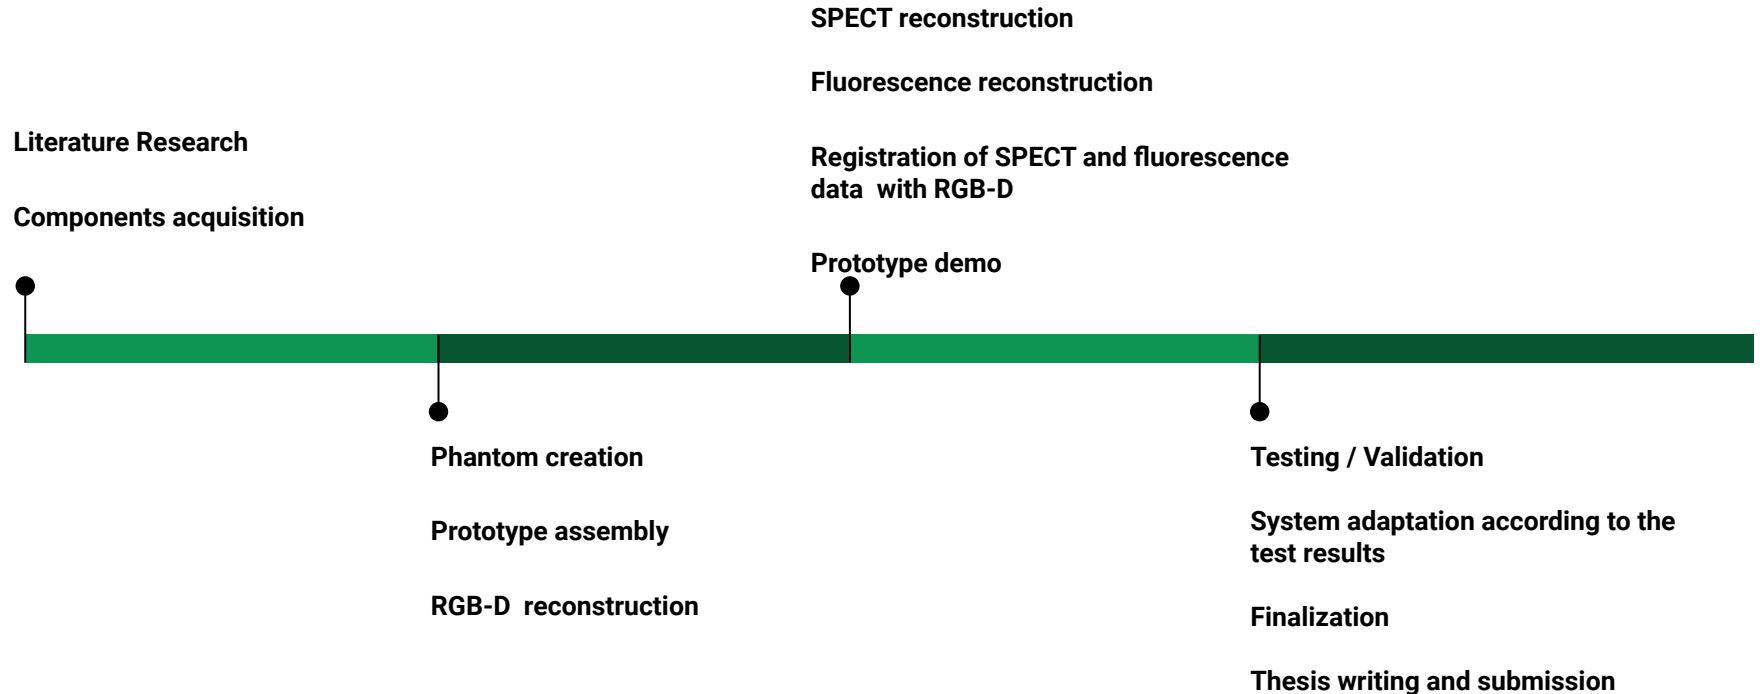 Literature Research
Components acquisition
Phantom creation
Prototype assembly
RGB-D  reconstruction
SPECT reconstruction
Fluorescence reconstruction
Registration of SPECT and fluorescence
data  with RGB-D
Prototype demo
Testing / Validation
System adaptation according to the
test results
Finalization
Thesis writing and submission